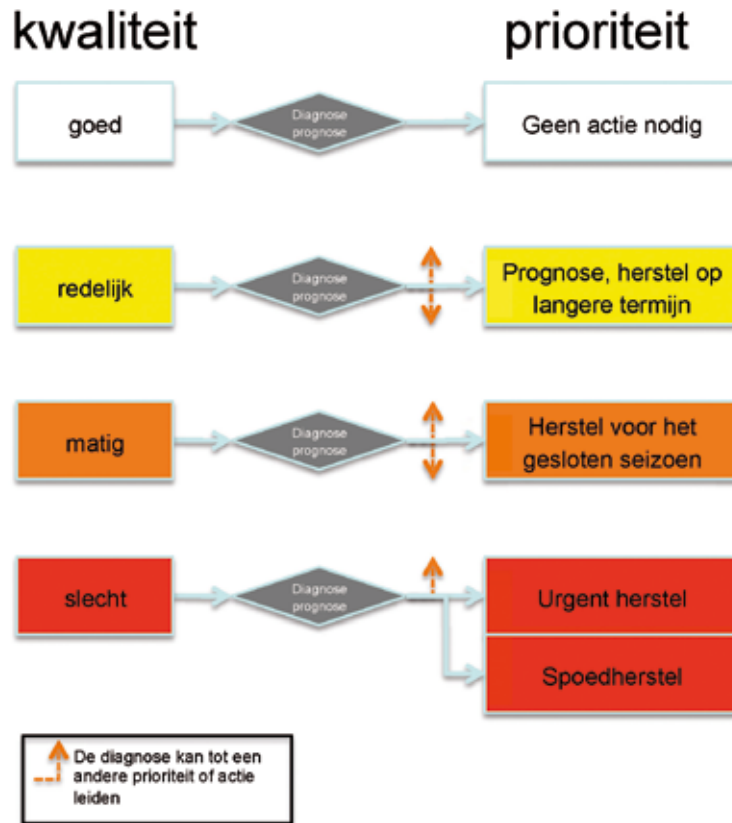 kwaliteit prioriteit
goed
Diagnose
prognose
Geen actie nodig
redelijk
Diagnose
prognose
Prognose, herstel op
langere termijn
matig
Diagnose
prognose
Herstel voor het
gesloten seizoen
slecht
Diagnose
prognose
Urgent herstel
Spoedherstel
De diagnose kan tot een
andere prioriteit of actie
leiden